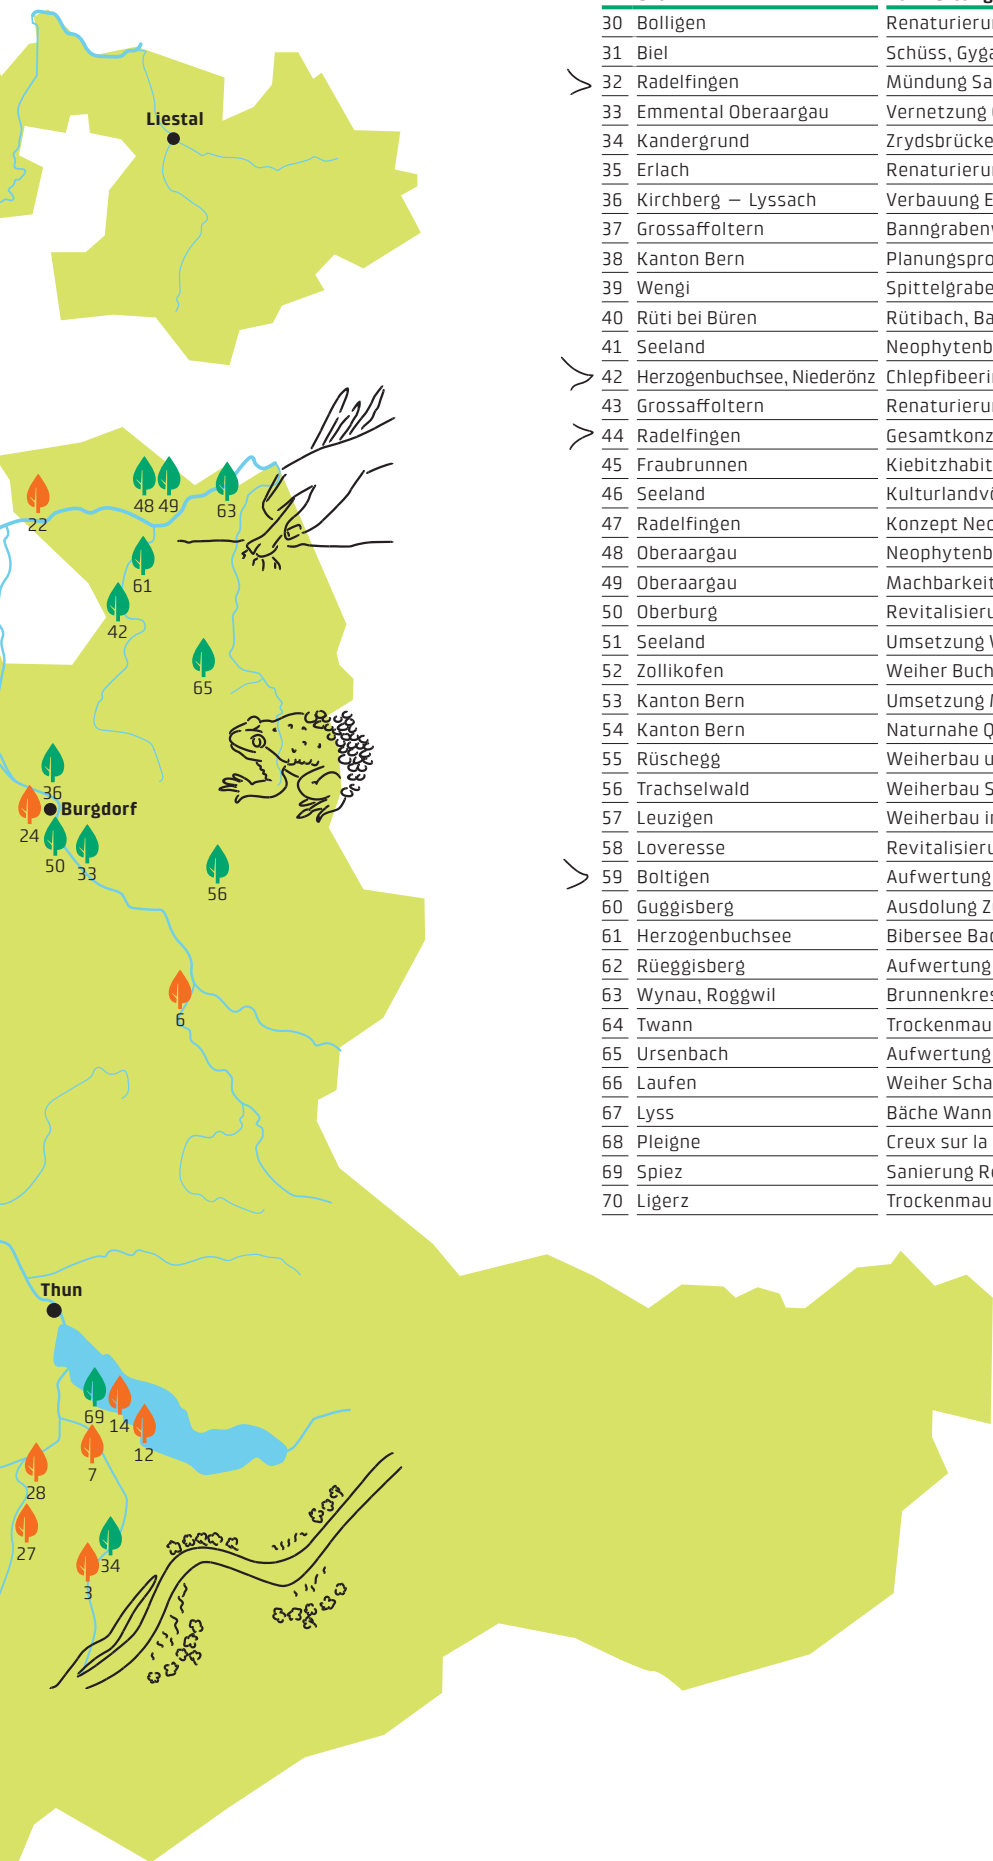 Liestal
22
48 49
63
61
42
65
36
Burgdorf
24
50
33
56
6
Thun
69
14
12
7
28
27
34
3
30 Bolligen Renaturieru
31 Biel Schüss, Gyga
32 Radelfingen Mündung Sa
33 Emmental Oberaargau Vernetzung
34 Kandergrund Zrydsbrücke
35 Erlach Renaturieru
36 Kirchberg – Lyssach Verbauung E
37 Grossaffoltern Banngraben
38 Kanton Bern Planungspro
39 Wengi Spittelgrabe
40 Rüti bei Büren Rütibach, Ba
41 Seeland Neophytenb
42 Herzogenbuchsee, Niederönz Chlepfibeeri
43 Grossaffoltern Renaturieru
44 Radelfingen Gesamtkonz
45 Fraubrunnen Kiebitzhabit
46 Seeland Kulturlandvö
47 Radelfingen Konzept Neo
48 Oberaargau Neophytenb
49 Oberaargau Machbarkeit
50 Oberburg Revitalisieru
51 Seeland Umsetzung
52 Zollikofen Weiher Buch
53 Kanton Bern Umsetzung
54 Kanton Bern Naturnahe Q
55 Rüschegg Weiherbau u
56 Trachselwald Weiherbau S
57 Leuzigen Weiherbau i
58 Loveresse Revitalisieru
59 Boltigen Aufwertung
60 Guggisberg Ausdolung Z
61 Herzogenbuchsee Bibersee Ba
62 Rüeggisberg Aufwertung
63 Wynau, Roggwil Brunnenkres
64 Twann Trockenmau
65 Ursenbach Aufwertung
66 Laufen Weiher Scha
67 Lyss Bäche Wann
68 Pleigne Creux sur la
69 Spiez Sanierung R
70 Ligerz Trockenmau